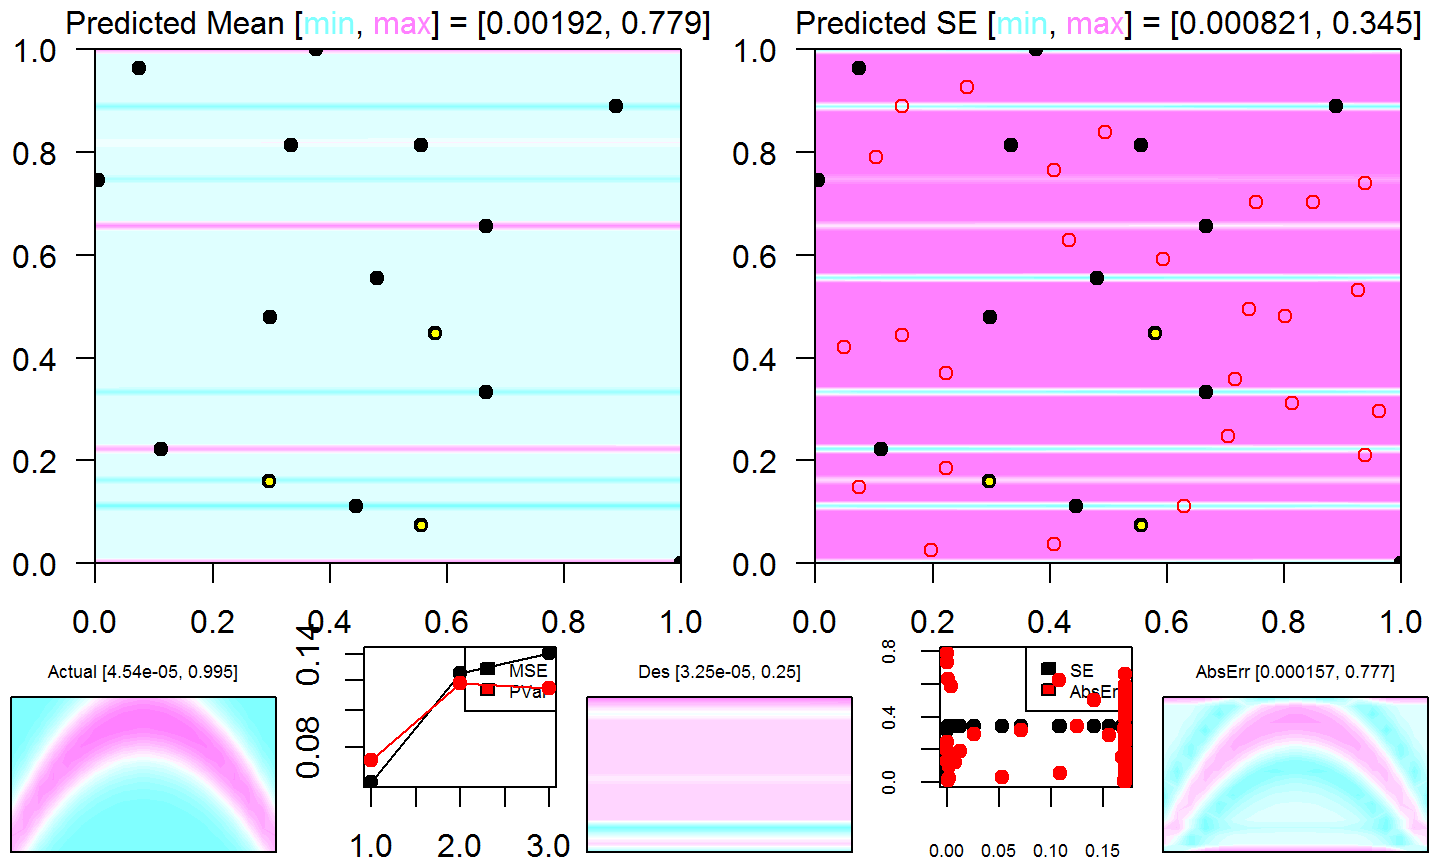 Predicted Mean [min, max] = [0.00192, 0.779]
Predicted SE [min, max] = [0.000821, 0.345]
1.0
0.8
0.6
0.4
0.2
0.0
0.0 0.2 0.4 0.6 0.8 1.0
1.0
0.8
0.6
0.4
0.2
0.0
0.0 0.2 0.4 0.6 0.8 1.0
Actual [4.54e-05, 0.995]
0.14
0.08
MSE
PVar
1.0 2.0 3.0
Des [3.25e-05, 0.25]
0.8
0.4
0.0
SE
AbsErr
0.00 0.05 0.10 0.15
AbsErr [0.000157, 0.777]